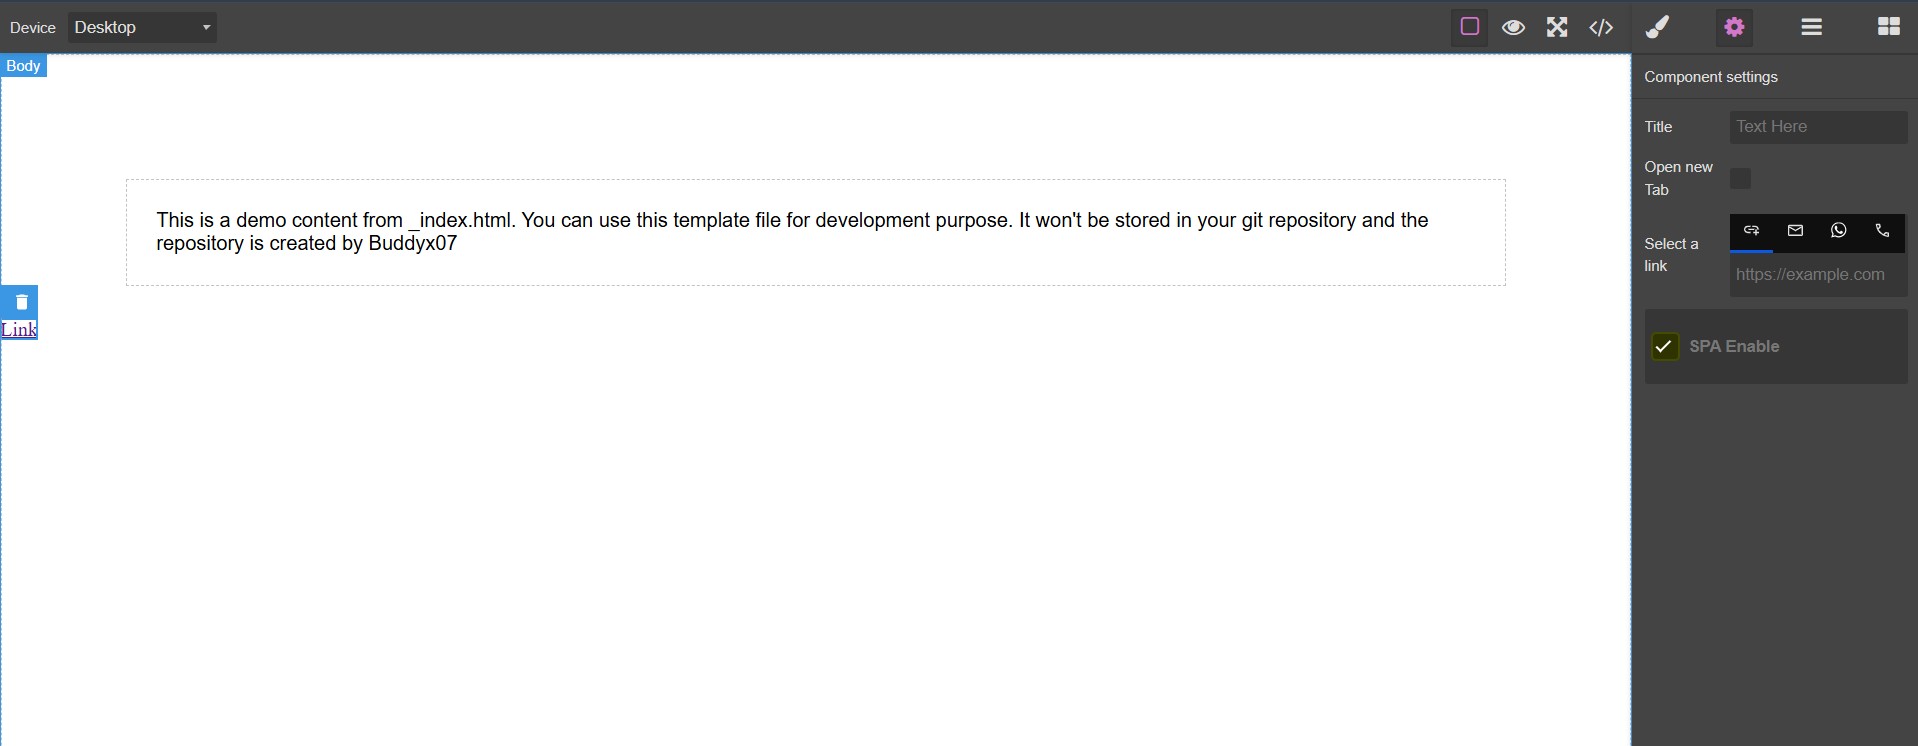 Device Desktop
Body
Component settings
Title Text Here
This is a demo content from _index.html. You can use this template file for development purpose. It won't be stored in your git repository and the
repository is created by Buddyx07
Open new
Tab
Select a
link
https://example.com
Link
SPA Enable